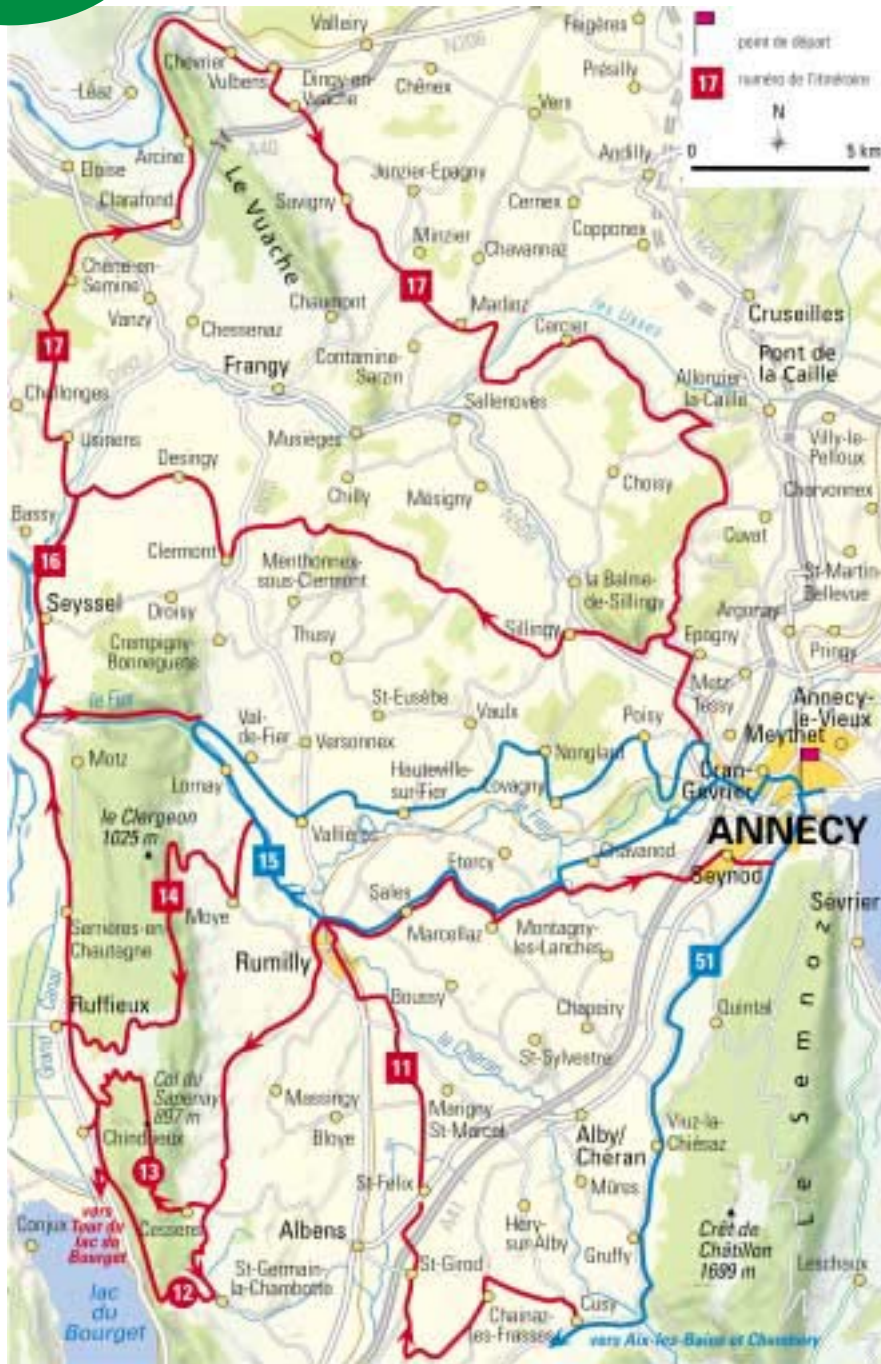 point de départ
17
numéro de l'itinéraire
N
0
5 km
Valleiry
Feigères
N206
Présilly
Chevrier
Vulbens
Dingy-en-
Vuache
Chênex
Vers
Léaz
Arcine
A40
Andilly
Eloise
Clarafond
Le Vuache
Savigny
Jonzier-Epagny
Cernex
Copponex
N201
Minzier
Chavannaz
Chêne-en-
Semine
Vanzy
Chaumont
17
Marlioz
les Usses
Cruseilles
Chessenaz
Cercier
17
Frangy
Contamine-
Sarzin
Pont de
la Caille
Allonzier-
la-Caille
Challonges
Usinens
Musièges
Sallenoves
Villy-le-
Pelloux
Desingy
Chilly
Mésigny
Choisy
Charvonnex
Bassy
16
Clermont
Cuvat
Menthonnex-
sous-Clermont
la Balme-
de-Sillingy
St-Martin-
Bellevue
Seyssel
Droisy
Argonay
Thusy
Sillingy
Epagny
Pringy
Crempigny-
Bonneguête
Metz-
Tessy
le Fier
St-Eusèbe
Annecy-
le-Vieux
Val-
de-Fier
Vaulx
Poisy
Meythet
Motz
Versonnex
Nonglard
Lornay
Hauteville-
sur-Fier
Lovagny
Cran-
Gevrier
le Clergeon
1025 m
Vallières
ANNECY
15
Etercy
Chavanod
Seynod
14
Sales
Moye
Sévrier
Serrières-en-
Chautagne
Marcellaz
Montagny-
les-Lanches
Rumilly
51
Grand Canal
Boussy
Ruffieux
Chapeiry
Quintal
le Chéran
St-Sylvestre
11
Col du
Sapenay
897 m
Massingy
Marigny
St-Marcel
Bloye
Alby/
Chéran
Viuz-la-
Chiésaz
Le Semnoz
Chindrieux
13
St-Félix
Mûres
vers
Tour du
lac du
Bourget
Conjux
Cessens
Albens
A41
Héry-
sur-Alby
Crêt de
Châtillon
1699 m
Gruffy
St-Germain-
la-Chambotte
St-Girod
Leschaux
12
lac
du
Bourget
Chainaz-
les-Frasses
Cusy
vers Aix-les-Bains et Chambéry